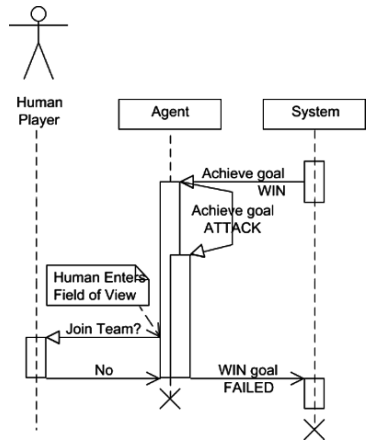 Human
Player
Agent
System
Achieve goal
WIN
Achieve goal
ATTACK
Human Enters
Field of View
Join Team?
No
WIN goal
FAILED